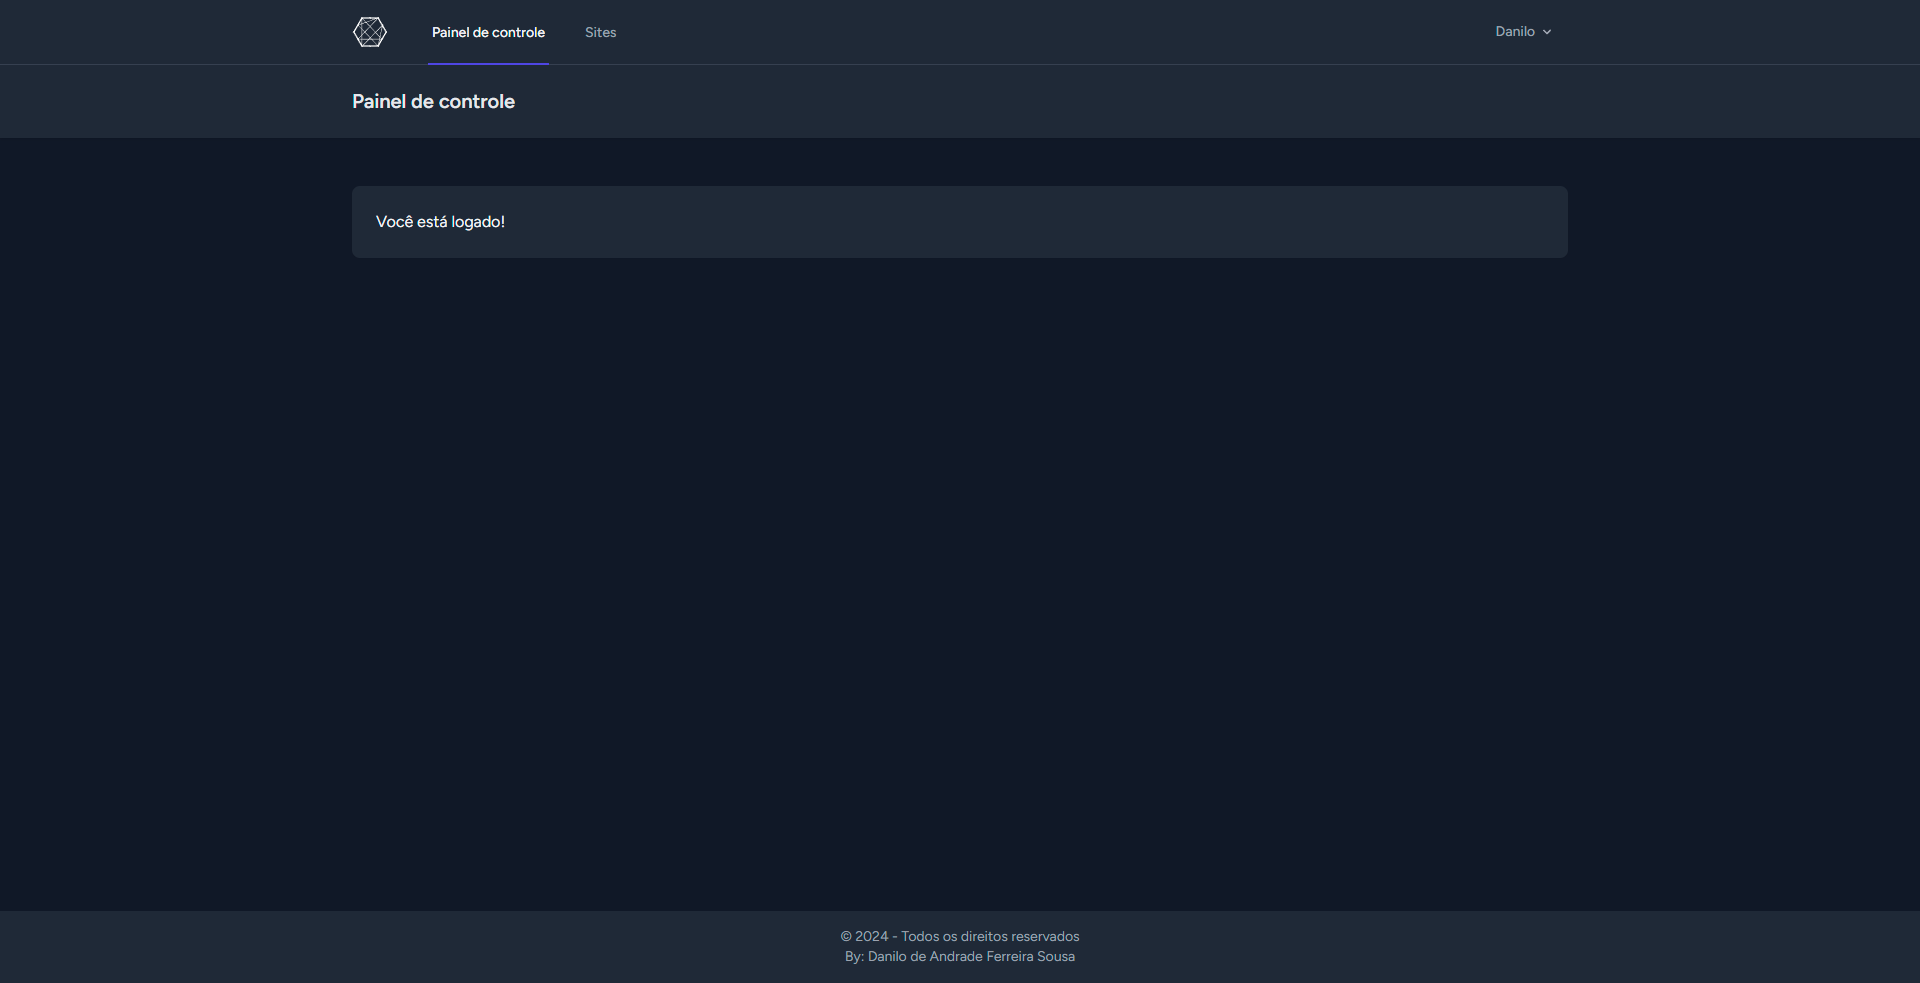 Painel de controle
Sites
Danilo
Painel de controle
Você está logado!
© 2024 - Todos os direitos reservados
By: Danilo de Andrade Ferreira Sousa